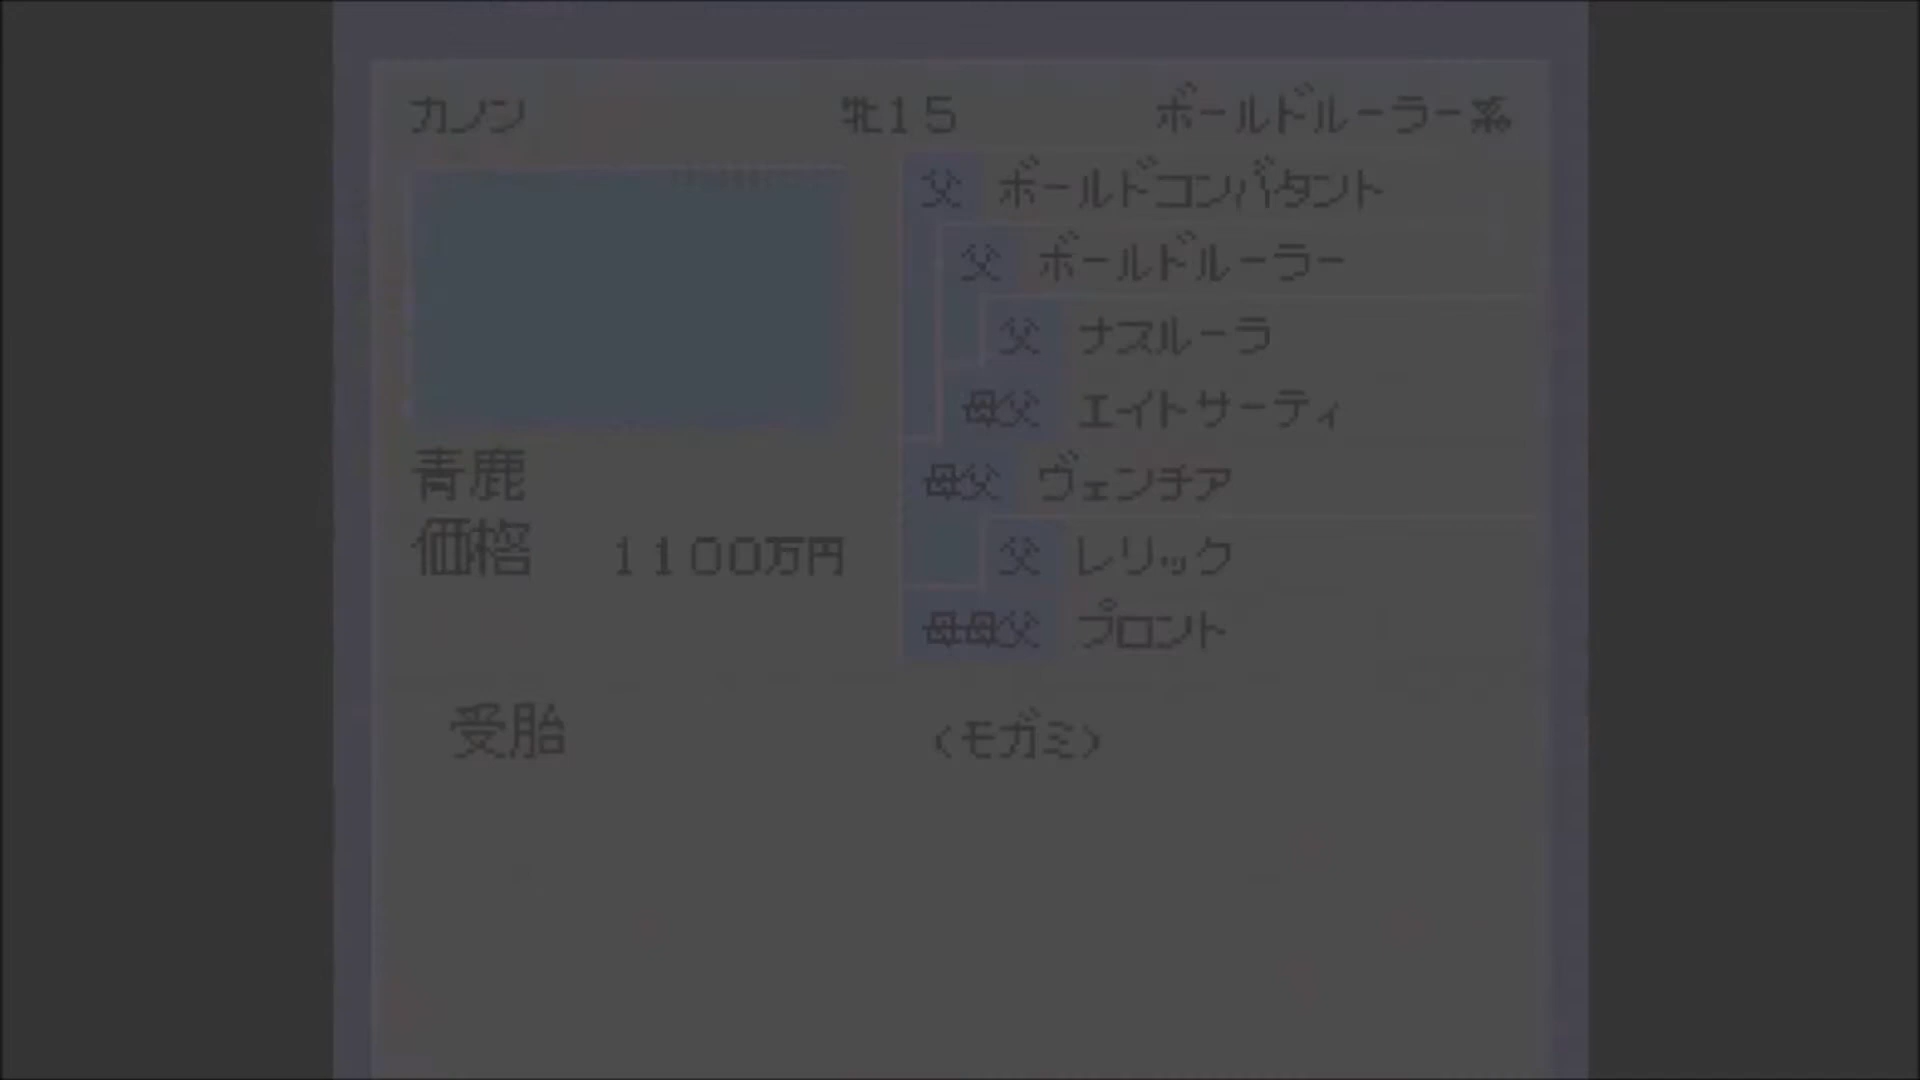 カノン 牝15 ボールドルーラー系
父 ボールドコンバタント
父 ボールドルーラー
父 ナスルーラ
母父 エイトサーティ
母父 ヴェンチア
父 レリック
母母父 プロント
青鹿
価格 1100万円
受胎 〈モガミ〉